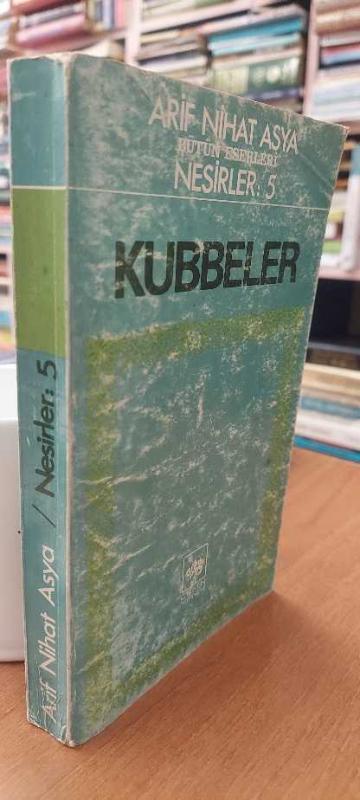 ARİF NİHAT ASYA
BÜTÜN ESERLERİ
NESİRLER: 5
KUBBELER
Arif Nihat Asya / Nesirler: 5